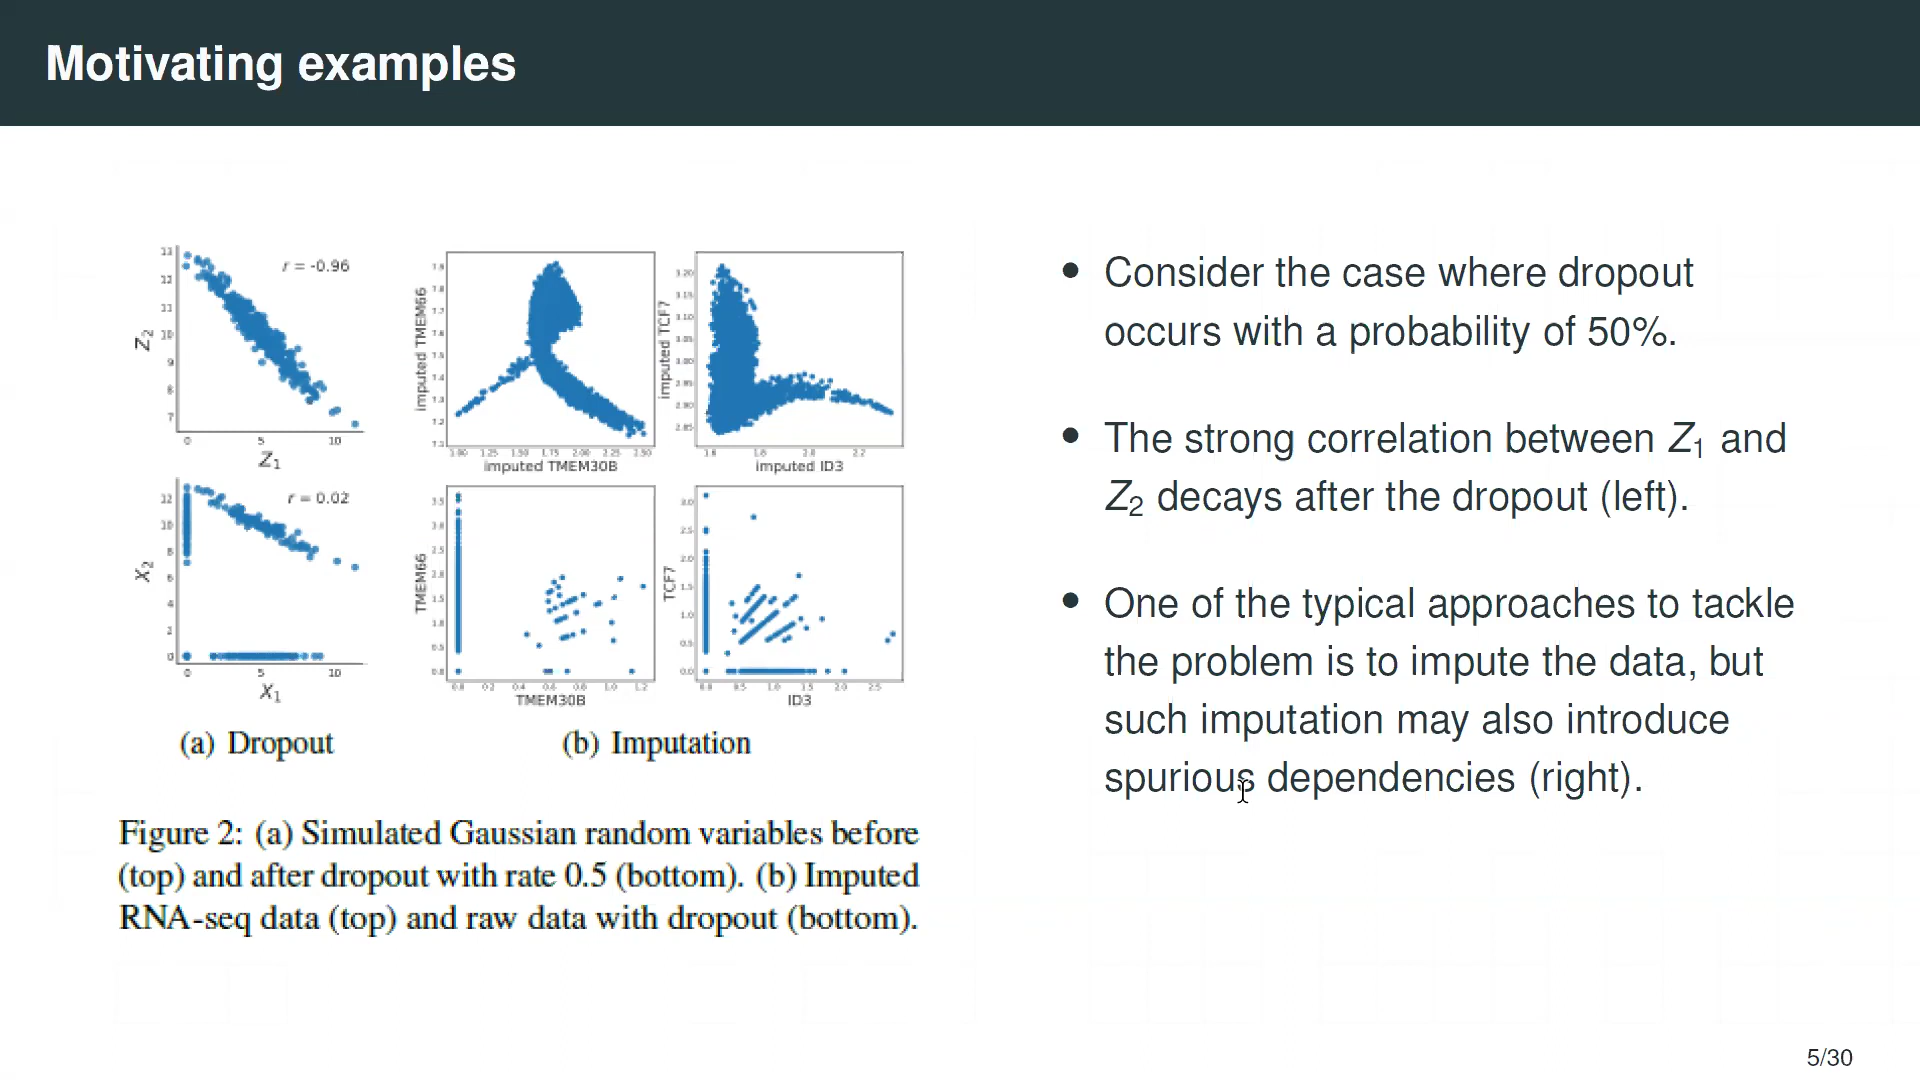 Motivating examples
r = -0.96
Z2
Z1
r = 0.02
X2
X1
(a) Dropout
imputed TMEM66
imputed TMEM30B
imputed TCF7
imputed ID3
TMEM66
TMEM30B
TCF7
ID3
(b) Imputation
Figure 2: (a) Simulated Gaussian random variables before
(top) and after dropout with rate 0.5 (bottom). (b) Imputed
RNA-seq data (top) and raw data with dropout (bottom).
• Consider the case where dropout
occurs with a probability of 50%.
• The strong correlation between Z1 and
Z2 decays after the dropout (left).
• One of the typical approaches to tackle
the problem is to impute the data, but
such imputation may also introduce
spurious dependencies (right).
5/30